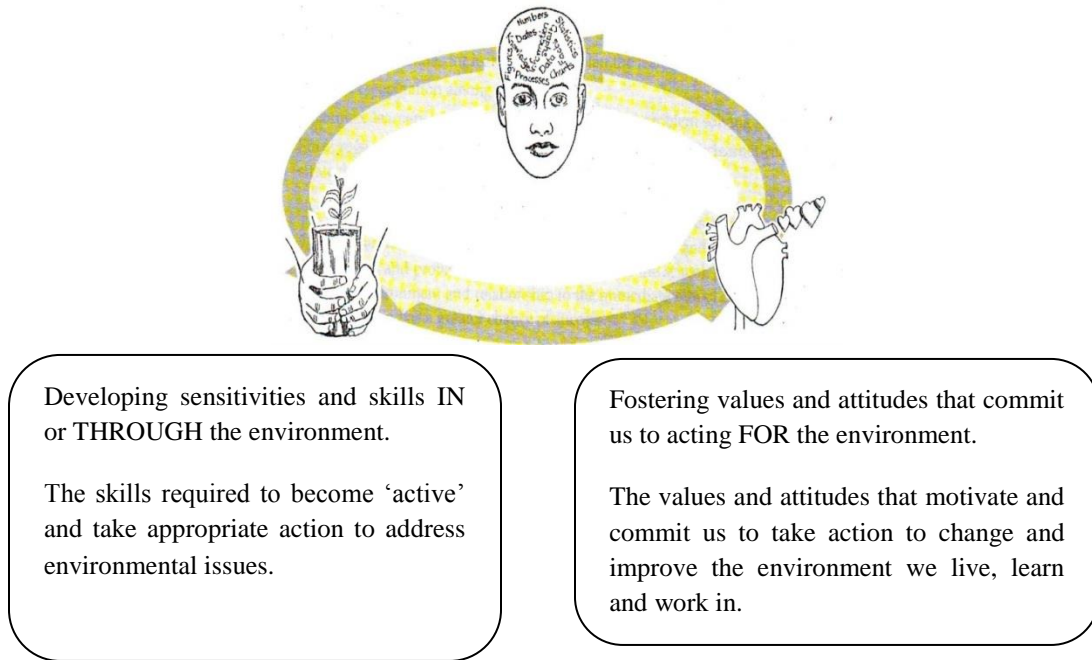 Numbers
Dates
Statistics
Figures
Data
Processes
Charts
Developing sensitivities and skills IN
or THROUGH the environment.
The skills required to become ‘active’
and take appropriate action to address
environmental issues.
Fostering values and attitudes that commit
us to acting FOR the environment.
The values and attitudes that motivate and
commit us to take action to change and
improve the environment we live, learn
and work in.